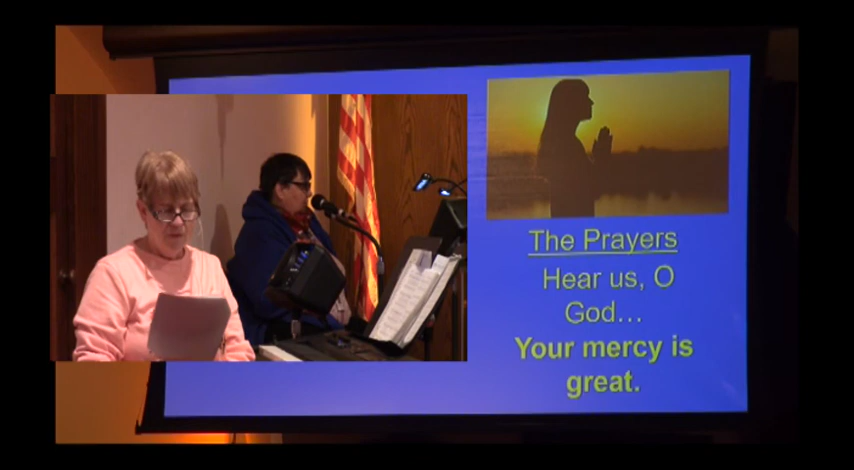 The Prayers
Hear us, O
God...
Your mercy is
great.